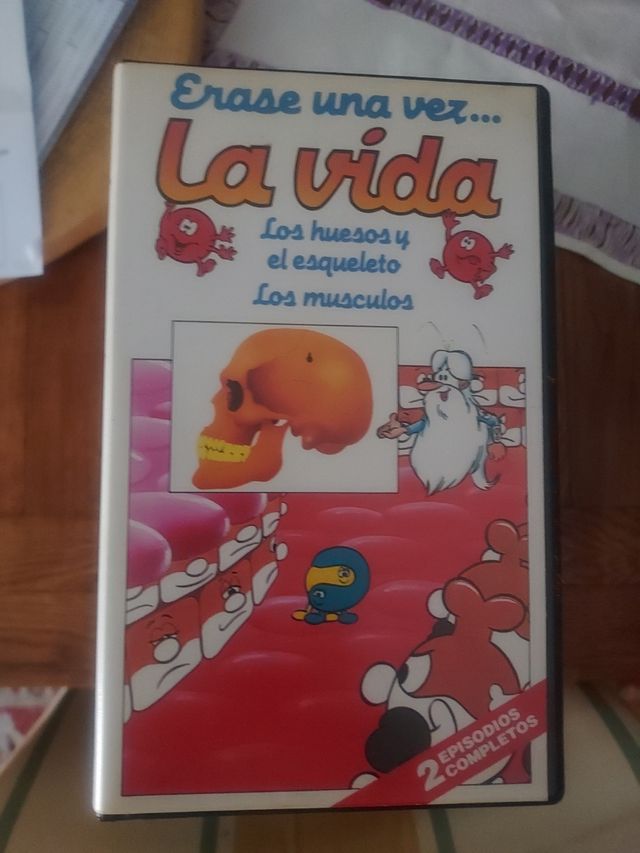 Erase una vez...
La vida
Los huesos y
el esqueleto
Los musculos
2 EPISODIOS
COMPLETOS